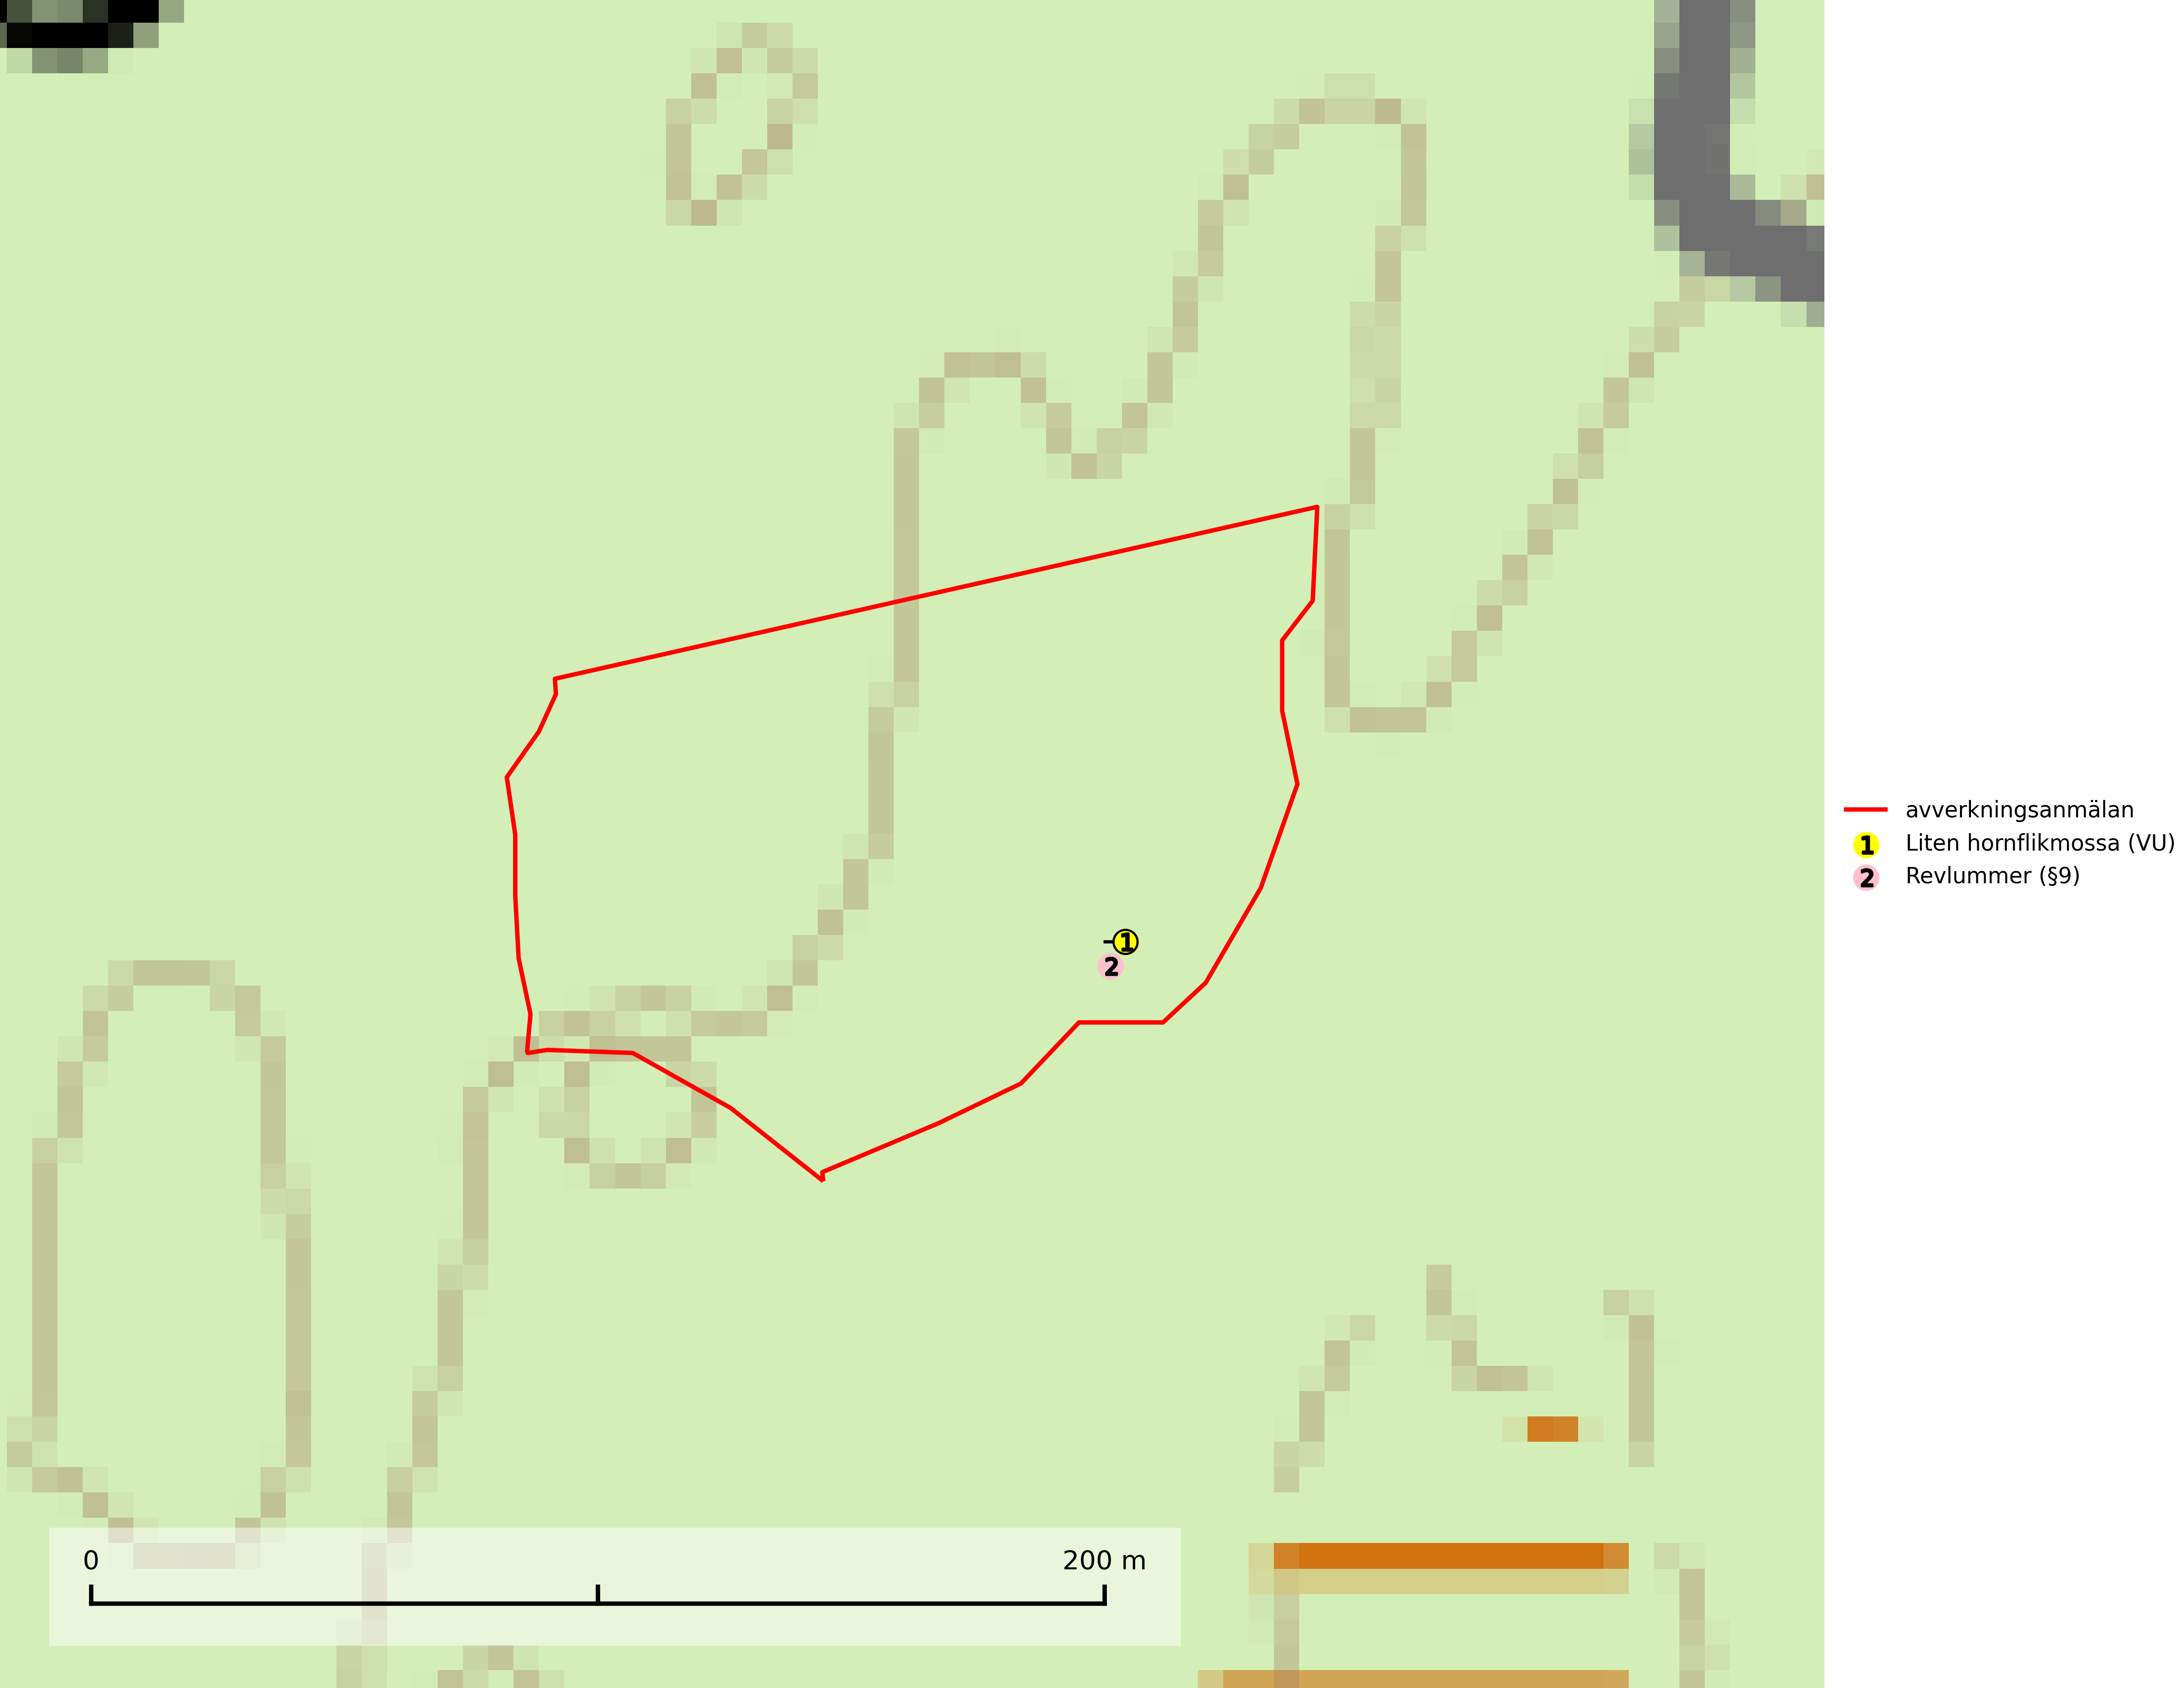 1
2
avverkningsanmälan
1 Liten hornflikmossa (VU)
2 Revlummer (§9)
0 200 m